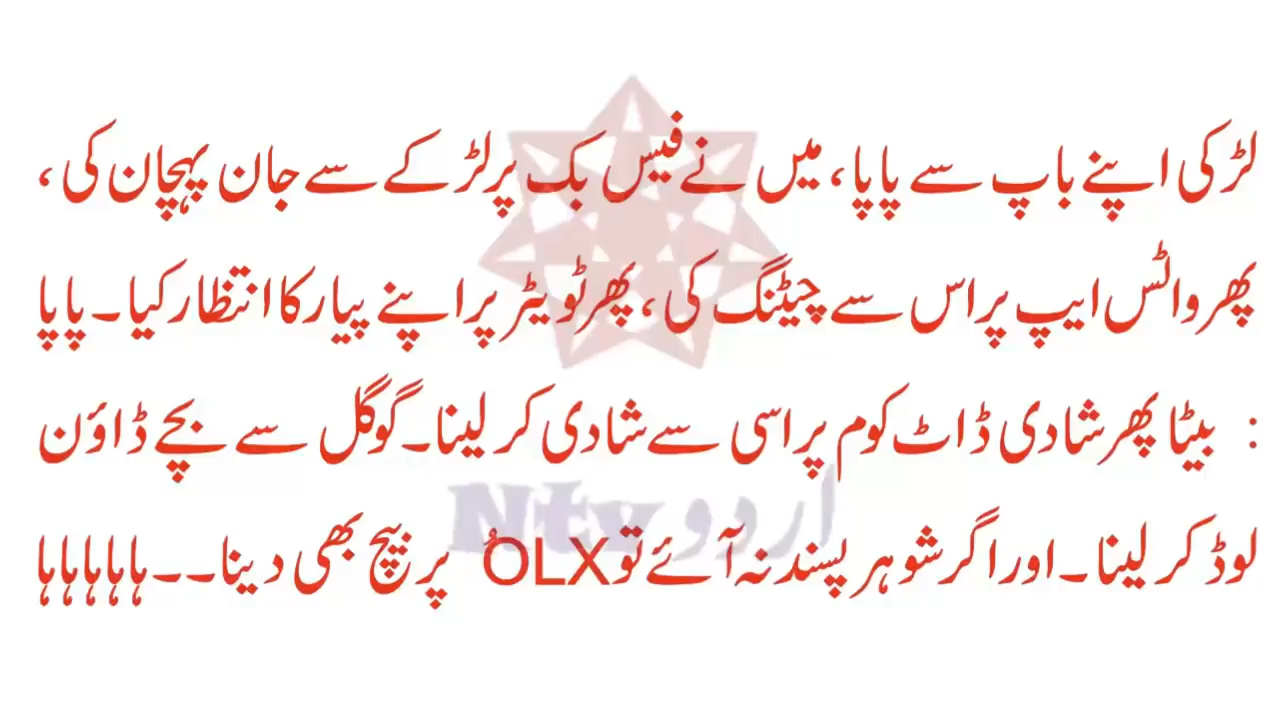 لڑکی اپنے باپ سے پاپا، میں نے فیس بک پر لڑکے سے جان پہچان کی،
پھر واٹس ایپ پر اس سے چیٹنگ کی، پھر ٹویٹر پر اپنے پیار کا انتظار کیا۔ پاپا
: بیٹا پھر شادی ڈاٹ کوم پر اسی سے شادی کر لینا۔ گوگل سے بچے ڈاؤن
لوڈ کر لینا۔ اور اگر شوہر پسند نہ آئے تو OLX پر بیچ بھی دینا۔۔ہاہاہاہاہا
Ntv اردو